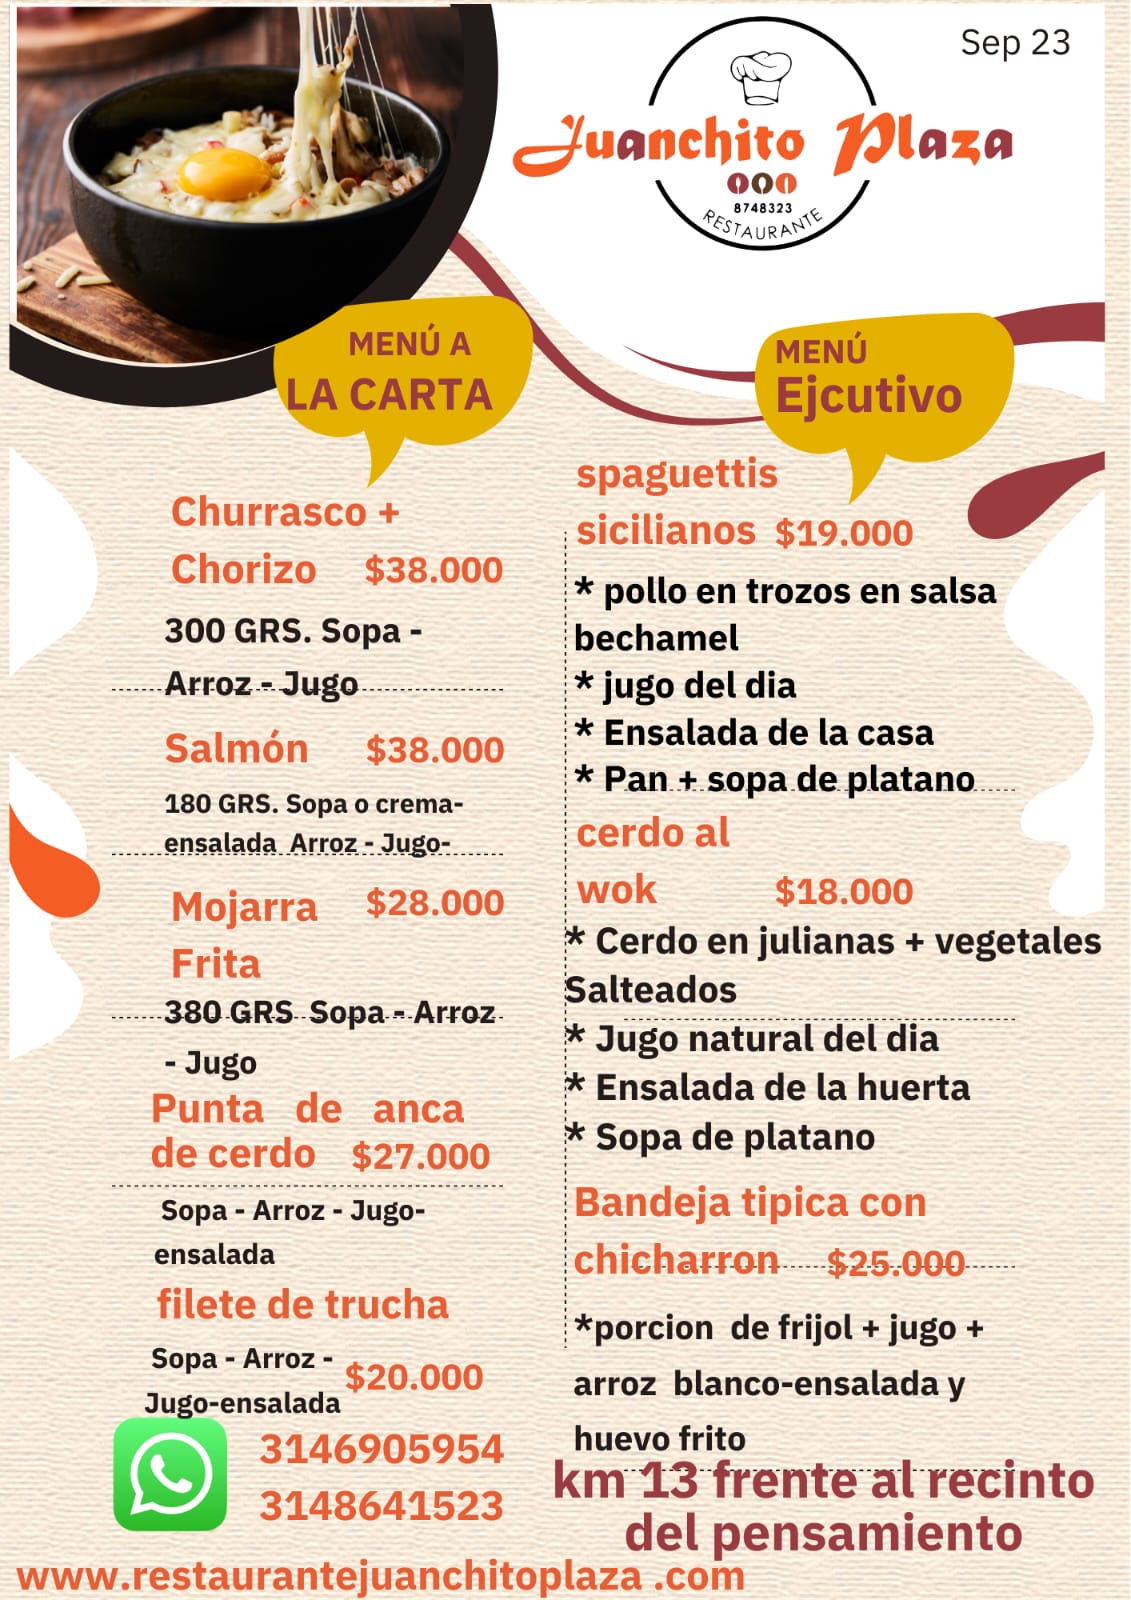 Sep 23
Juanchito Plaza
8748323
RESTAURANTE
MENÚ A
LA CARTA
Churrasco +
Chorizo $38.000
300 GRS. Sopa -
Arroz - Jugo
Salmón $38.000
180 GRS. Sopa o crema-
ensalada Arroz - Jugo-
Mojarra $28.000
Frita
380 GRS Sopa - Arroz
- Jugo
Punta de anca
de cerdo $27.000
Sopa - Arroz - Jugo-
ensalada
filete de trucha
Sopa - Arroz -
$20.000
Jugo-ensalada
3146905954
3148641523
MENÚ
Ejcutivo
spaguettis
sicilianos $19.000
* pollo en trozos en salsa
bechamel
* jugo del dia
* Ensalada de la casa
* Pan + sopa de platano
cerdo al
wok $18.000
* Cerdo en julianas + vegetales
Salteados
* Jugo natural del dia
* Ensalada de la huerta
* Sopa de platano
Bandeja tipica con
chicharron $25.000
*porcion de frijol + jugo +
arroz blanco-ensalada y
huevo frito
km 13 frente al recinto
del pensamiento
www.restaurantejuanchitoplaza .com